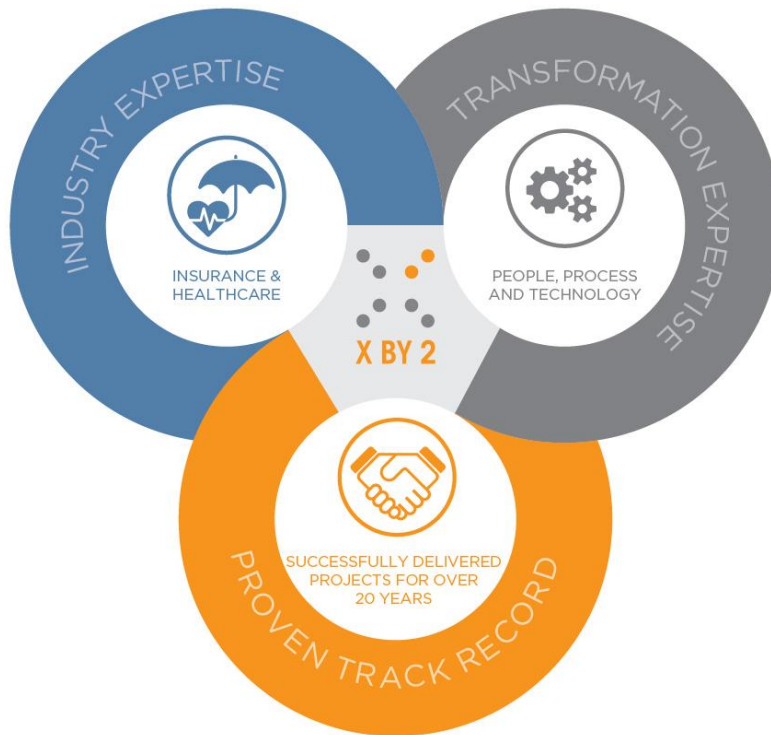 INDUSTRY EXPERTISE
TRANSFORMATION EXPERTISE
INSURANCE &
HEALTHCARE
PEOPLE, PROCESS
AND TECHNOLOGY
X BY 2
SUCCESSFULLY DELIVERED
PROJECTS FOR OVER
20 YEARS
PROVEN TRACK RECORD